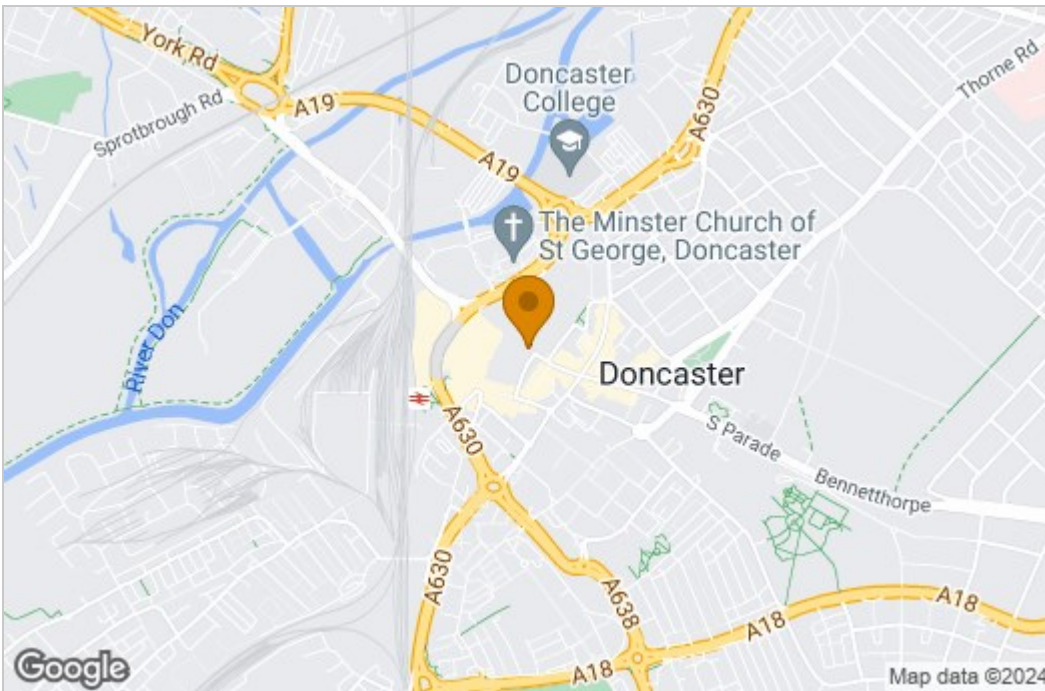 York Rd
A19
Sprotbrough Rd
Doncaster
College
A630
Thorne Rd
A19
The Minster Church of
St George, Doncaster
River Don
Doncaster
A630
S Parade
Bennetthorpe
A630
A638
A18
A18
A18
Google
Map data ©2024